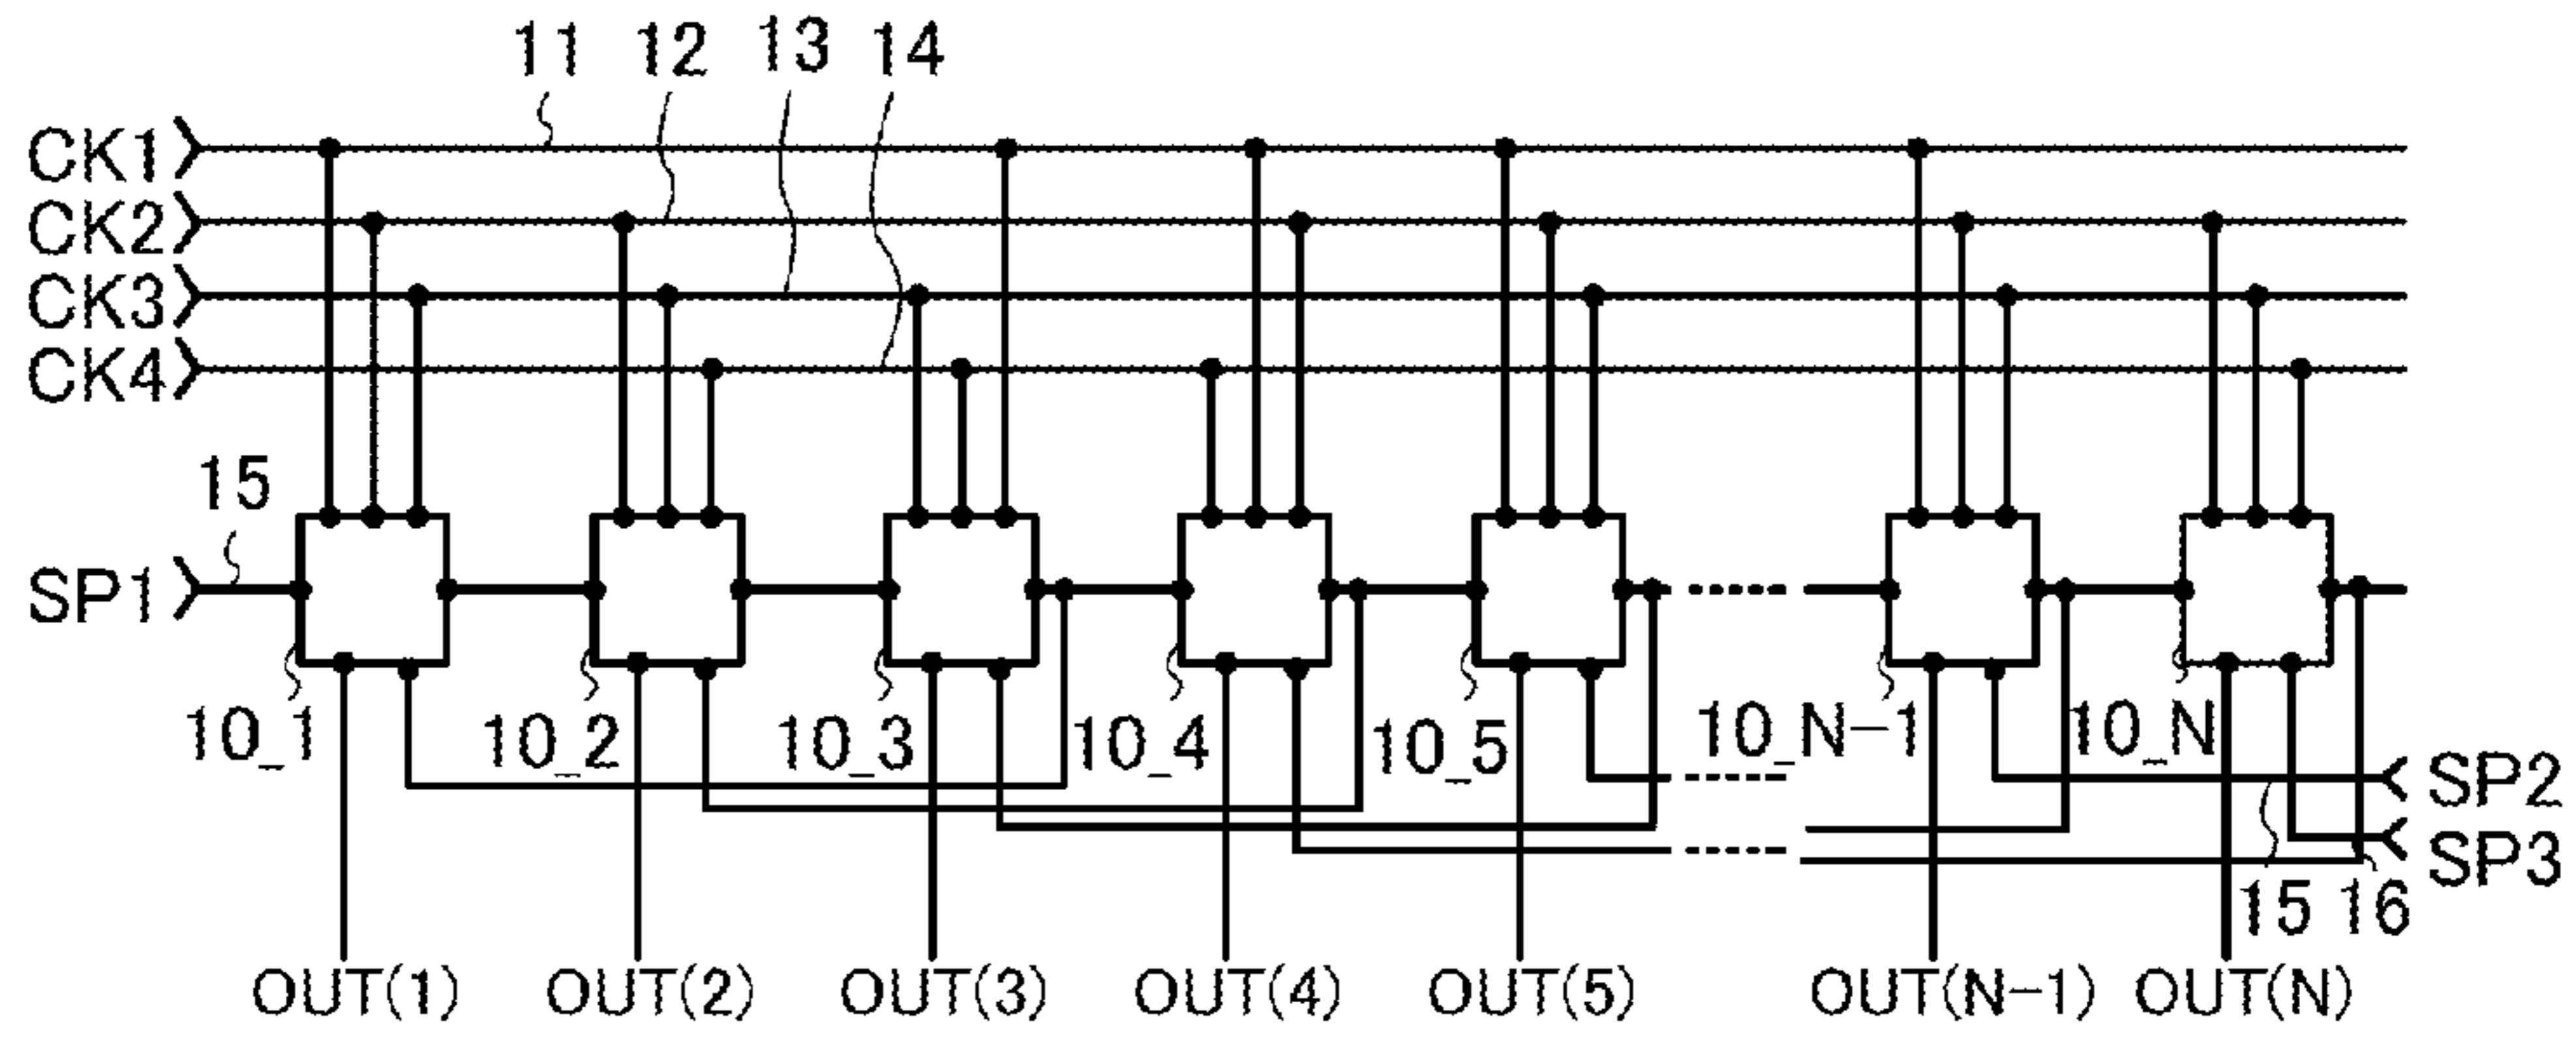 11 12 13 14
CK1
CK2
CK3
CK4
15
SP1
10_1 10_2 10_3 10_4 10_5 10_N-1 10_N
SP2
SP3
15 16
OUT(1) OUT(2) OUT(3) OUT(4) OUT(5) OUT(N-1) OUT(N)